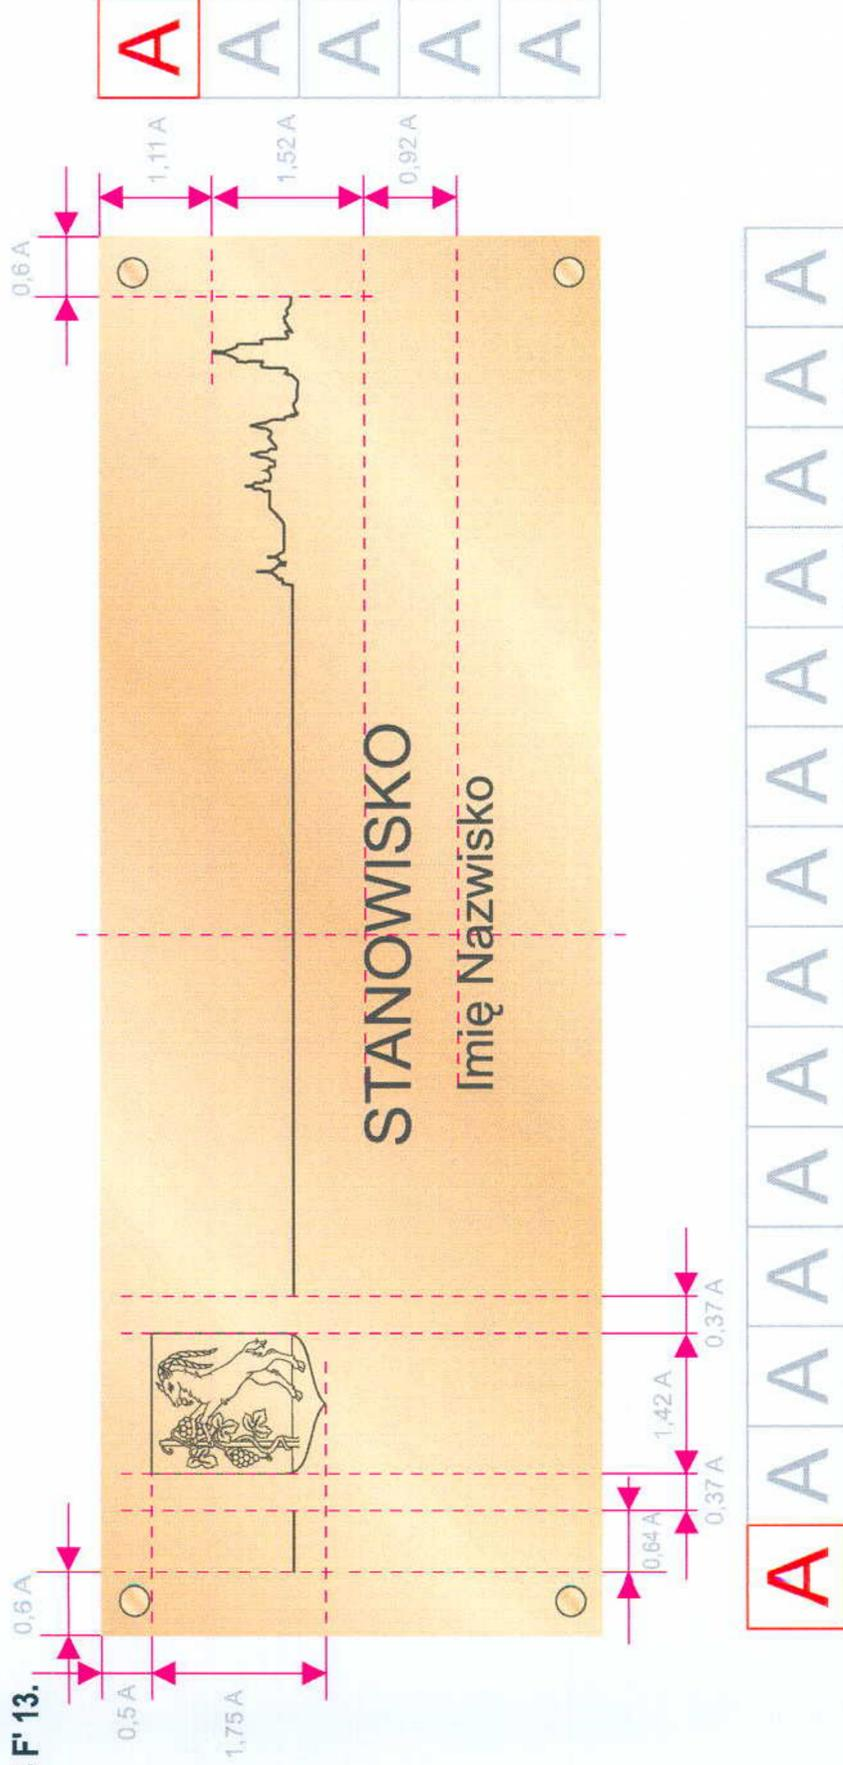 F'13.
0,6 A
0,6 A
0,5 A
1,11 A
A
1,75 A
1,52 A
A
STANOWISKO
A
0,92 A
Imię Nazwisko
A
A
0,64 A
1,42 A
0,37 A
0,37 A
A A A A A A A A A A A A A A